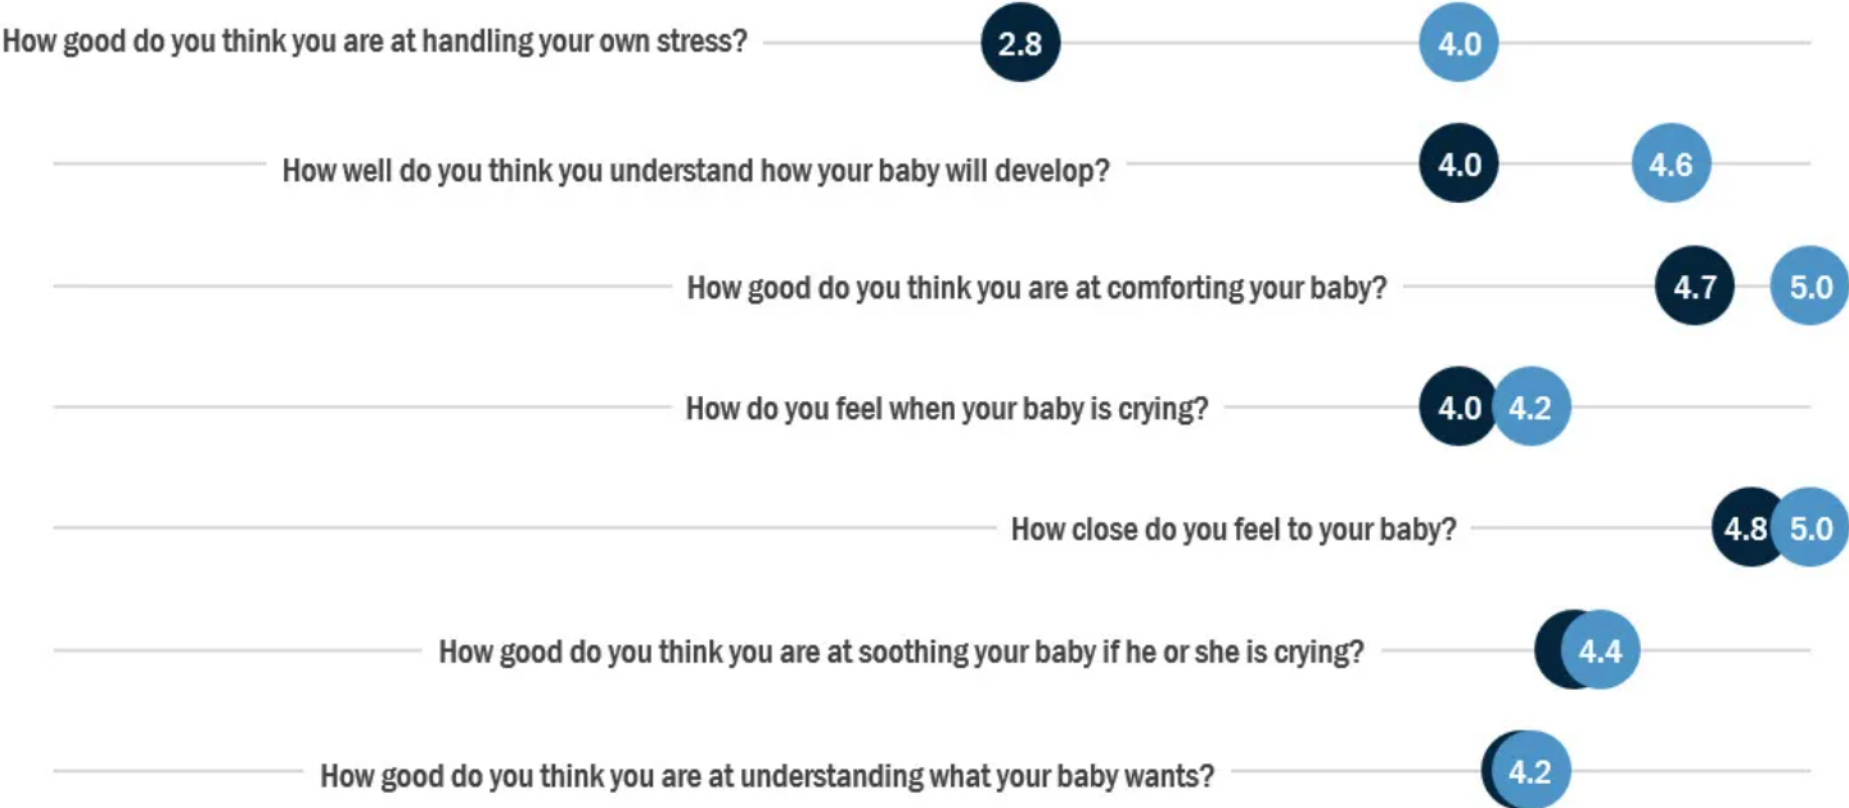 How good do you think you are at handling your own stress? 2.8 4.0
How well do you think you understand how your baby will develop? 4.0 4.6
How good do you think you are at comforting your baby? 4.7 5.0
How do you feel when your baby is crying? 4.0 4.2
How close do you feel to your baby? 4.8 5.0
How good do you think you are at soothing your baby if he or she is crying? 4.4
How good do you think you are at understanding what your baby wants? 4.2